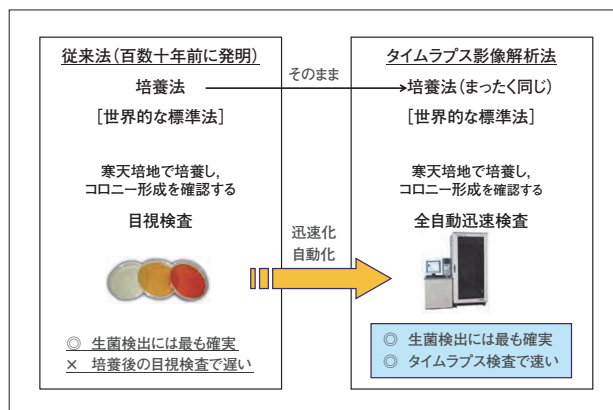 従来法（百数十年前に発明）
培養法
［世界的な標準法］
寒天培地で培養し，
コロニー形成を確認する
目視検査
◎ 生菌検出には最も確実
× 培養後の目視検査で遅い
そのまま
迅速化
自動化
タイムラプス影像解析法
培養法（まったく同じ）
［世界的な標準法］
寒天培地で培養し，
コロニー形成を確認する
全自動迅速検査
◎ 生菌検出には最も確実
◎ タイムラプス検査で速い